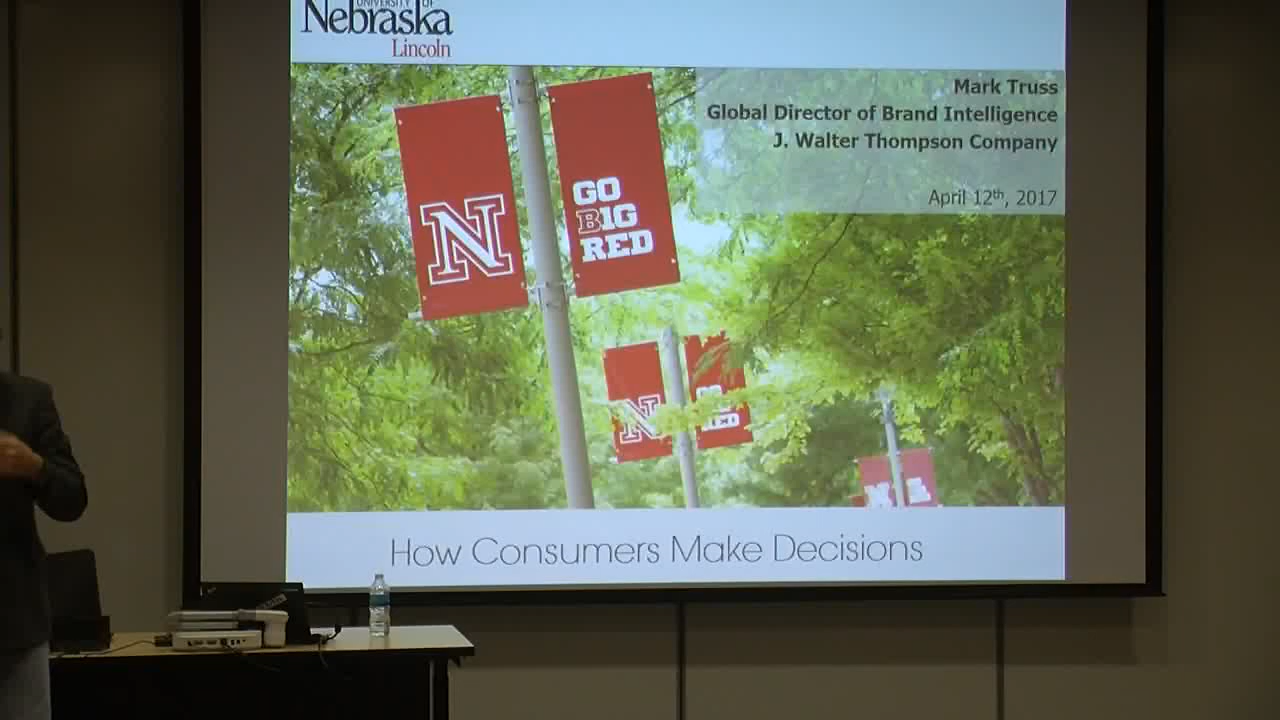 UNIVERSITY OF
Nebraska
Lincoln
Mark Truss
Global Director of Brand Intelligence
J. Walter Thompson Company
April 12th, 2017
N
GO
BIG
RED
N
RED
N
How Consumers Make Decisions